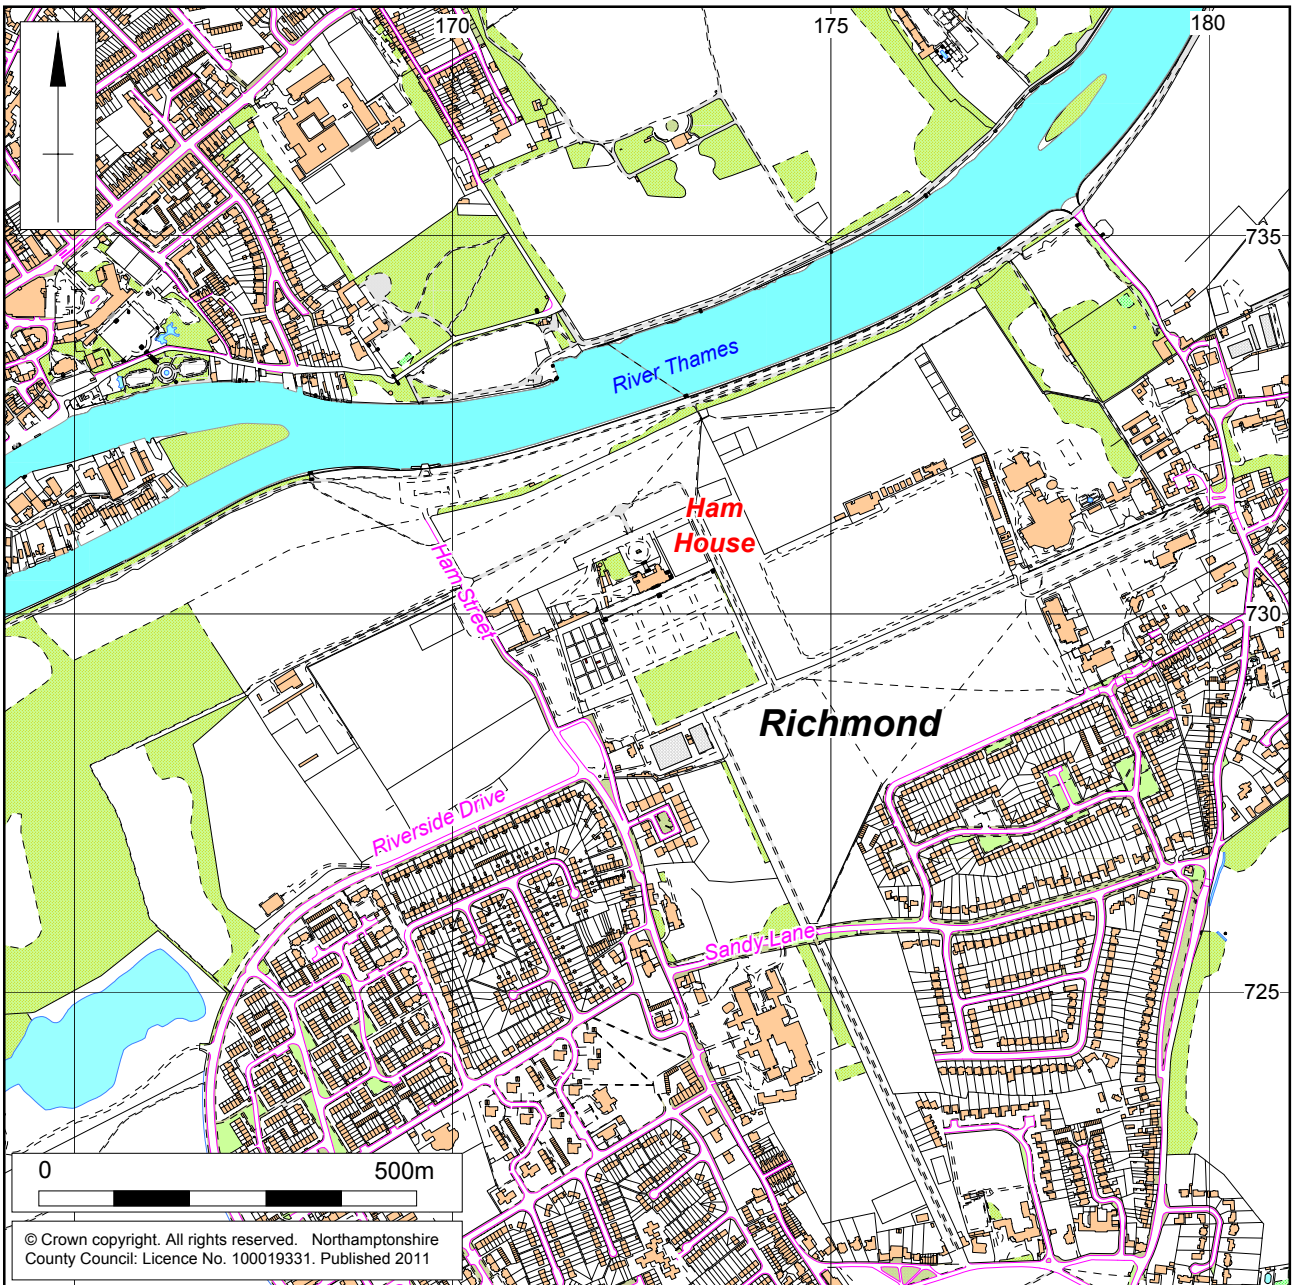 170
175
180
735
River Thames
Ham
House
Ham Street
730
Richmond
Riverside Drive
Sandy Lane
725
0 500m
© Crown copyright. All rights reserved. Northamptonshire
County Council: Licence No. 100019331. Published 2011